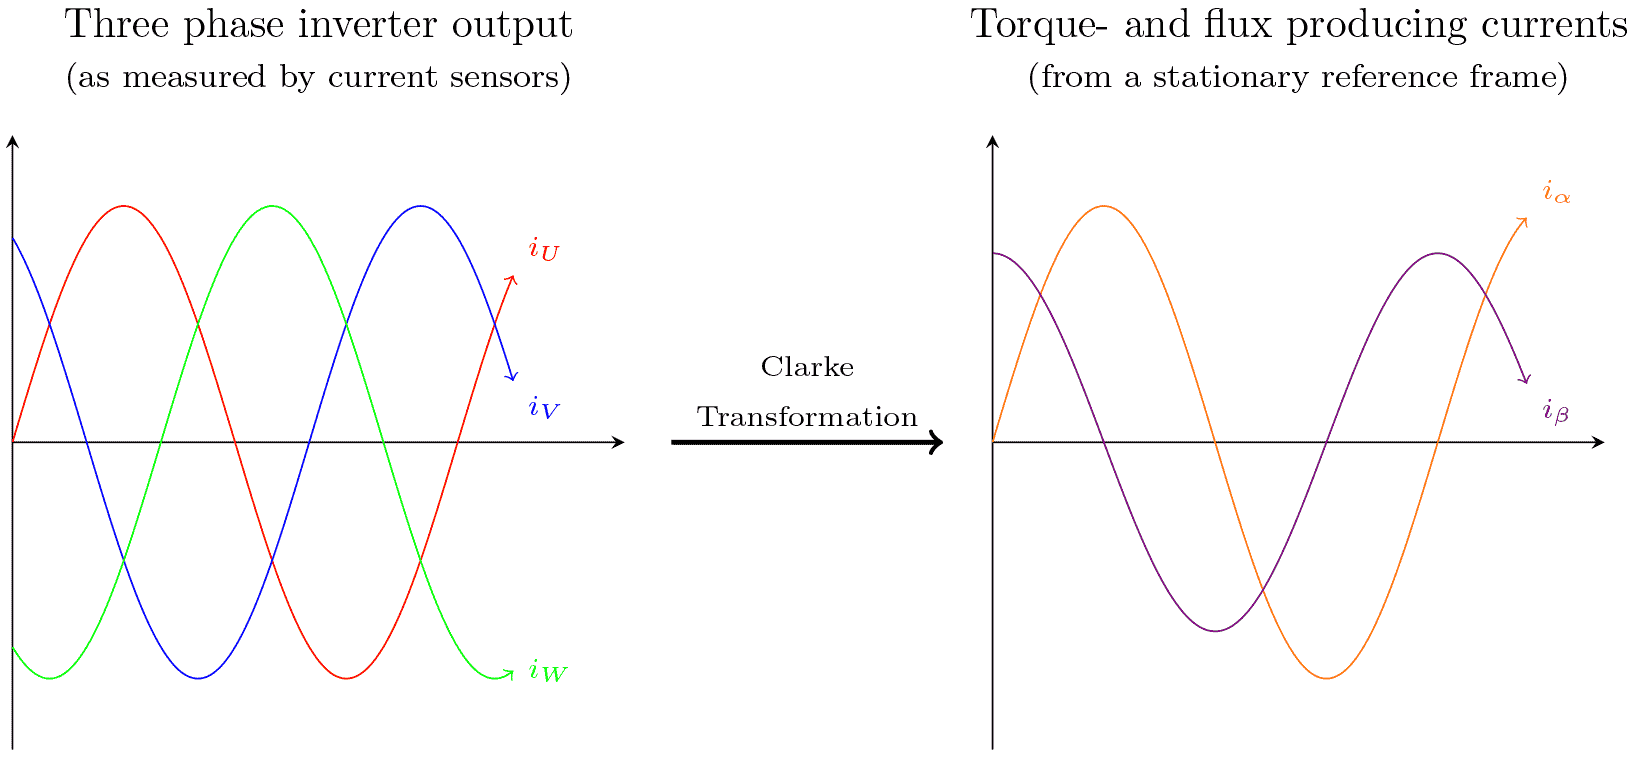 Three phase inverter output
(as measured by current sensors)
Torque- and flux producing currents
(from a stationary reference frame)
i_U
i_V
i_W
Clarke
Transformation
i_α
i_β